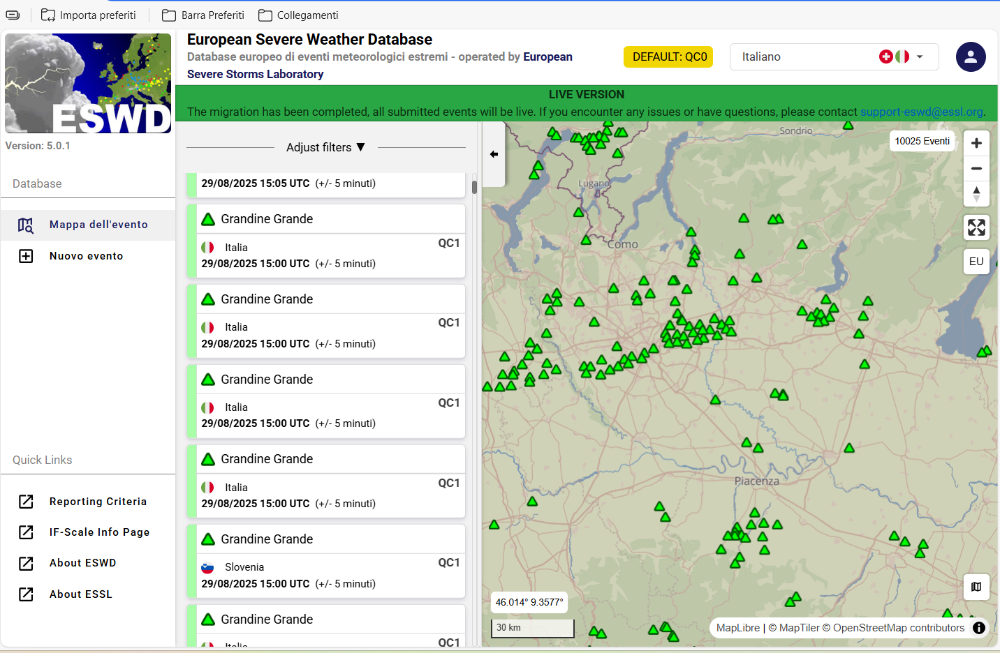 Importa preferiti
Barra Preferiti
Collegamenti
ESWD
Version: 5.0.1
Database
Mappa dell'evento
Nuovo evento
Quick Links
Reporting Criteria
IF-Scale Info Page
About ESWD
About ESSL
European Severe Weather Database
Database europeo di eventi meteorologici estremi - operated by European
Severe Storms Laboratory
DEFAULT: QC0
Italiano
LIVE VERSION
The migration has been completed, all submitted events will be live. If you encounter any issues or have questions, please contact support-eswd@essl.org.
Adjust filters ▼
29/08/2025 15:05 UTC (+/- 5 minuti)
Grandine Grande
Italia
QC1
29/08/2025 15:00 UTC (+/- 5 minuti)
Grandine Grande
Italia
QC1
29/08/2025 15:00 UTC (+/- 5 minuti)
Grandine Grande
Italia
QC1
29/08/2025 15:00 UTC (+/- 5 minuti)
Grandine Grande
Italia
QC1
29/08/2025 15:00 UTC (+/- 5 minuti)
Grandine Grande
Slovenia
QC1
29/08/2025 15:00 UTC (+/- 5 minuti)
Grandine Grande
Italia
QC1
Sondrio
10025 Eventi
Lugano
Como
EU
Piacenza
46.014° 9.3577°
30 km
MapLibre | © MapTiler © OpenStreetMap contributors